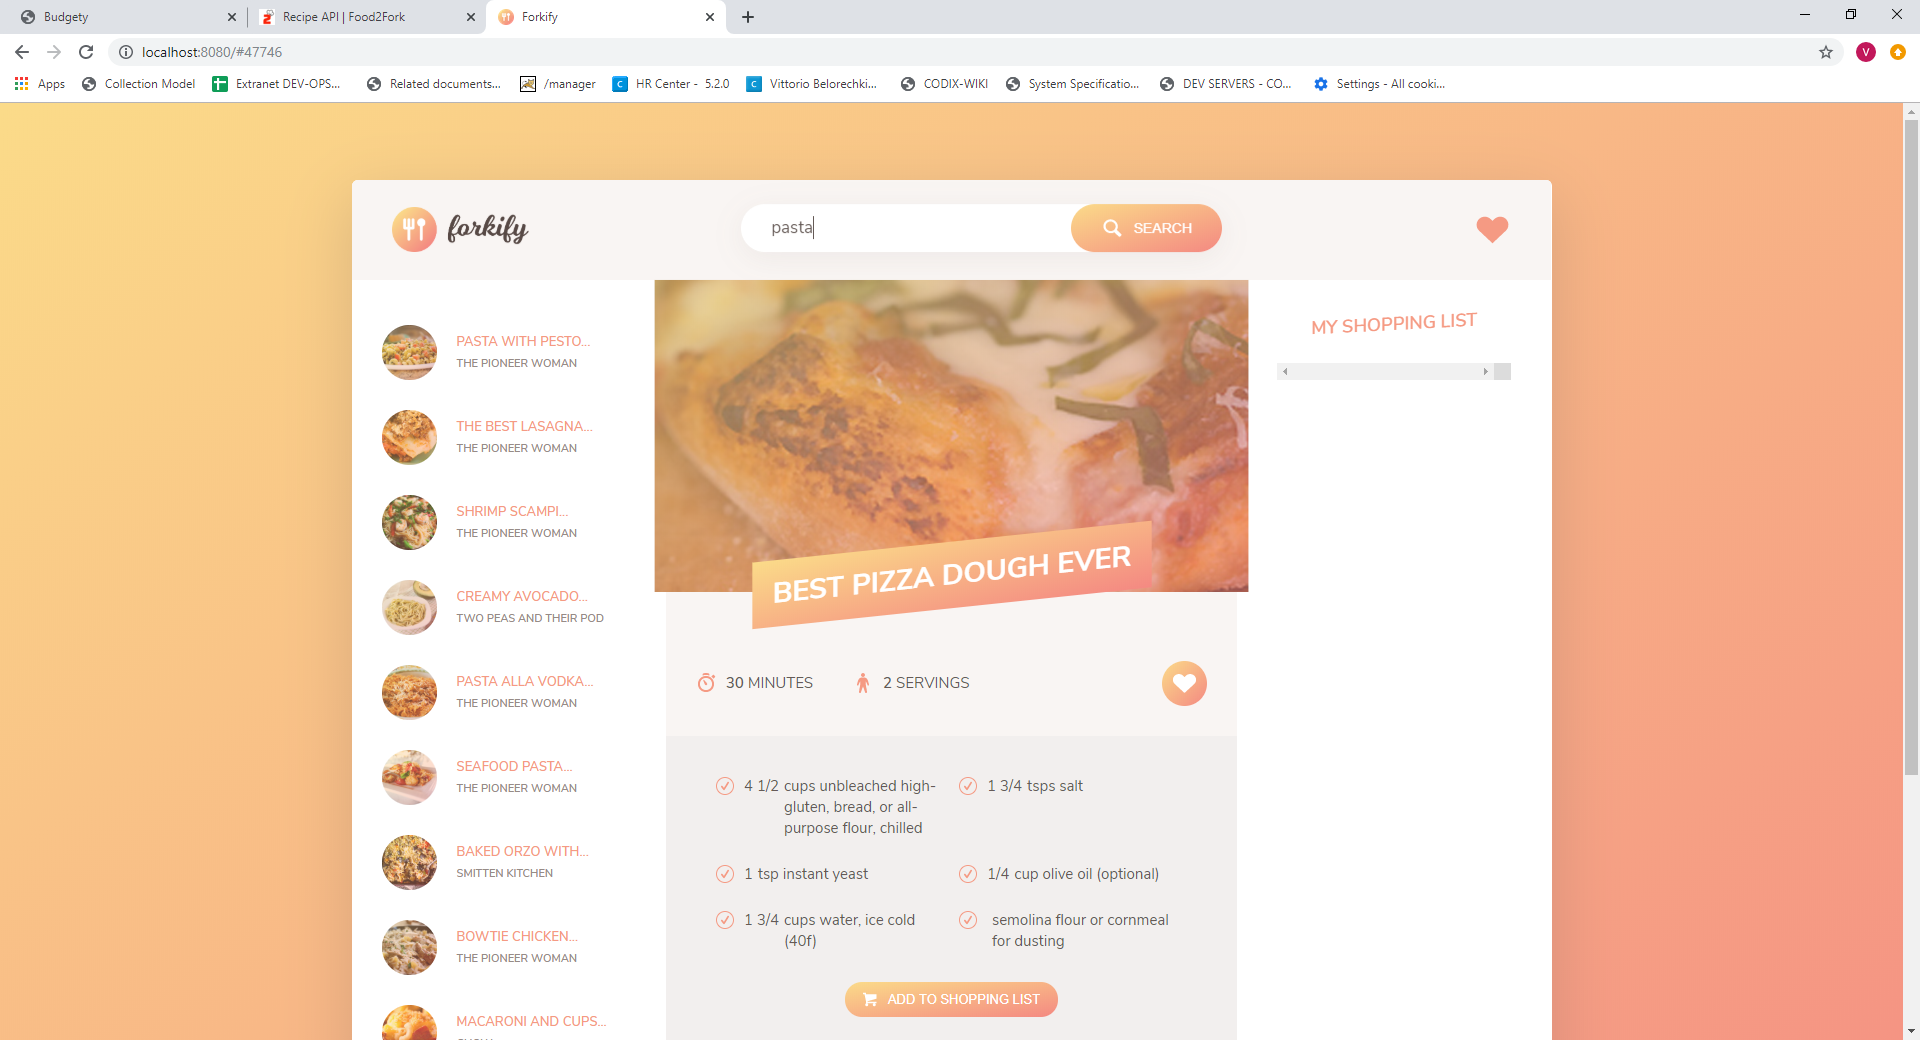 Budgety
Recipe API | Food2Fork
Forkify
localhost:8080/#47746
V
Apps
Collection Model
Extranet DEV-OPS...
Related documents...
/manager
C
HR Center - 5.2.0
C
Vittorio Belorechki...
CODIX-WIKI
System Specificatio...
DEV SERVERS - CO...
Settings - All cooki...
forkify
pasta
SEARCH
PASTA WITH PESTO...
THE PIONEER WOMAN
THE BEST LASAGNA...
THE PIONEER WOMAN
SHRIMP SCAMPI...
THE PIONEER WOMAN
CREAMY AVOCADO...
TWO PEAS AND THEIR POD
PASTA ALLA VODKA...
THE PIONEER WOMAN
SEAFOOD PASTA...
THE PIONEER WOMAN
BAKED ORZO WITH...
SMITTEN KITCHEN
BOWTIE CHICKEN...
THE PIONEER WOMAN
MACARONI AND CUPS...
BEST PIZZA DOUGH EVER
30 MINUTES
2 SERVINGS
4 1/2 cups unbleached high-
gluten, bread, or all-
purpose flour, chilled
1 3/4 tsps salt
1 tsp instant yeast
1/4 cup olive oil (optional)
1 3/4 cups water, ice cold
(40f)
semolina flour or cornmeal
for dusting
ADD TO SHOPPING LIST
MY SHOPPING LIST